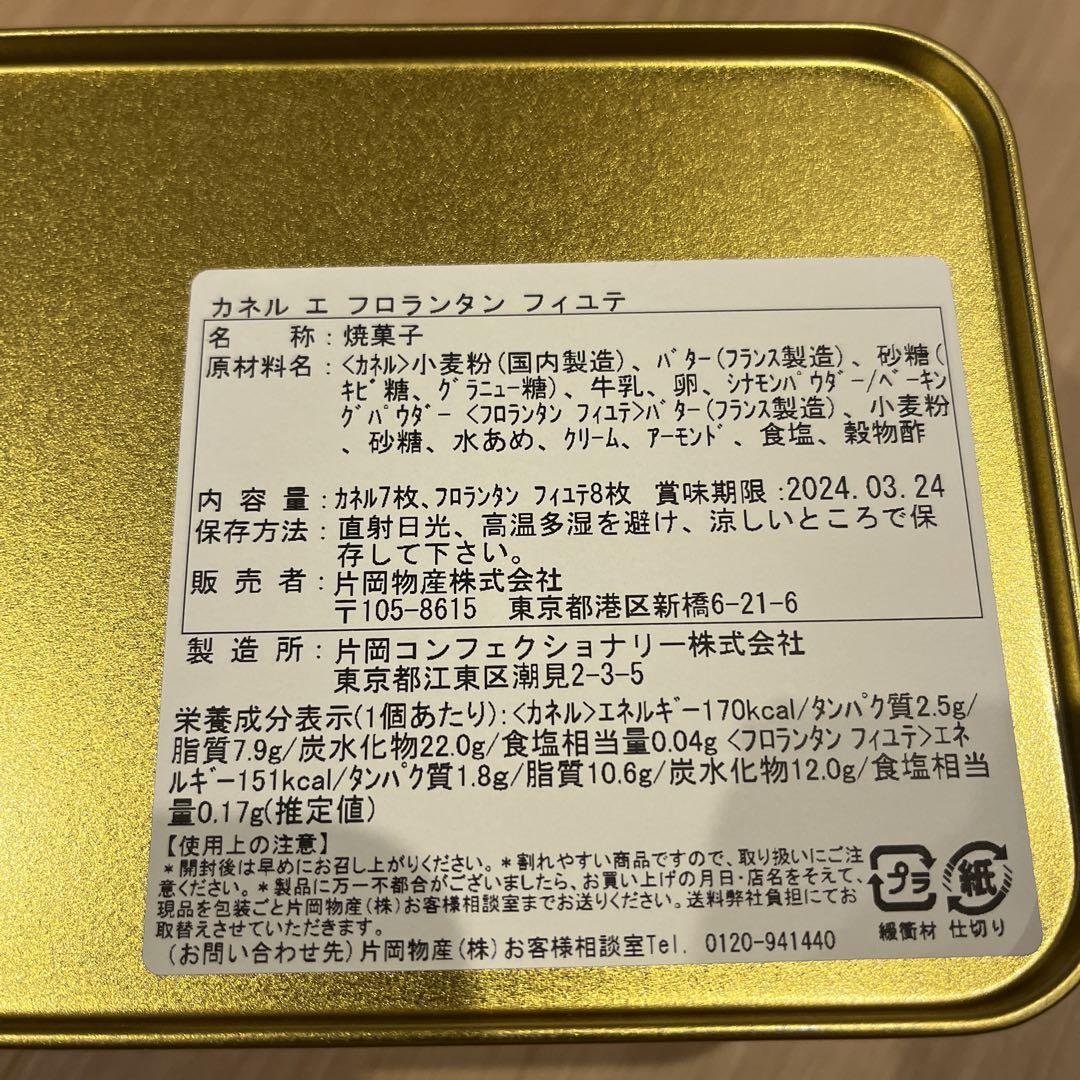 カネル エ フロランタン フィユテ
名　　称：焼菓子
原材料名：〈ｶﾈﾙ〉小麦粉(国内製造)、ﾊﾞﾀｰ(ﾌﾗﾝｽ製造)、砂糖(
ｷﾋﾞ糖、ｸﾞﾗﾆｭｰ糖)、牛乳、卵、ｼﾅﾓﾝﾊﾟｳﾀﾞｰ/ﾍﾞｰｷﾝ
ｸﾞﾊﾟｳﾀﾞｰ〈ﾌﾛﾗﾝﾀﾝ ﾌｨﾕﾃ〉ﾊﾞﾀｰ(ﾌﾗﾝｽ製造)、小麦粉
、砂糖、水あめ、ｸﾘｰﾑ、ｱｰﾓﾝﾄﾞ、食塩、穀物酢
内 容 量：ｶﾈﾙ7枚､ﾌﾛﾗﾝﾀﾝ ﾌｨﾕﾃ8枚　賞味期限：2024.03.24
保存方法：直射日光、高温多湿を避け、涼しいところで保
存して下さい。
販 売 者：片岡物産株式会社
〒105-8615　東京都港区新橋6-21-6
製 造 所：片岡コンフェクショナリー株式会社
東京都江東区潮見2-3-5
栄養成分表示(1個あたり)：〈ｶﾈﾙ〉ｴﾈﾙｷﾞｰ170kcal/ﾀﾝﾊﾟｸ質2.5g/
脂質7.9g/炭水化物22.0g/食塩相当量0.04g〈ﾌﾛﾗﾝﾀﾝ ﾌｨﾕﾃ〉ｴﾈ
ﾙｷﾞｰ151kcal/ﾀﾝﾊﾟｸ質1.8g/脂質10.6g/炭水化物12.0g/食塩相当
量0.17g(推定値)
【使用上の注意】
＊開封後は早めにお召し上がりください。＊割れやすい商品ですので、取り扱いにご注
意ください。＊製品に万一不都合がございましたら、お買い上げの月日・店名をそえて、
現品を包装ごと片岡物産(株)お客様相談室までお送りください。送料弊社負担にてお
取替えさせていただきます。
(お問い合わせ先)片岡物産(株)お客様相談室Tel. 0120-941440
プラ
紙
緩衝材 仕切り